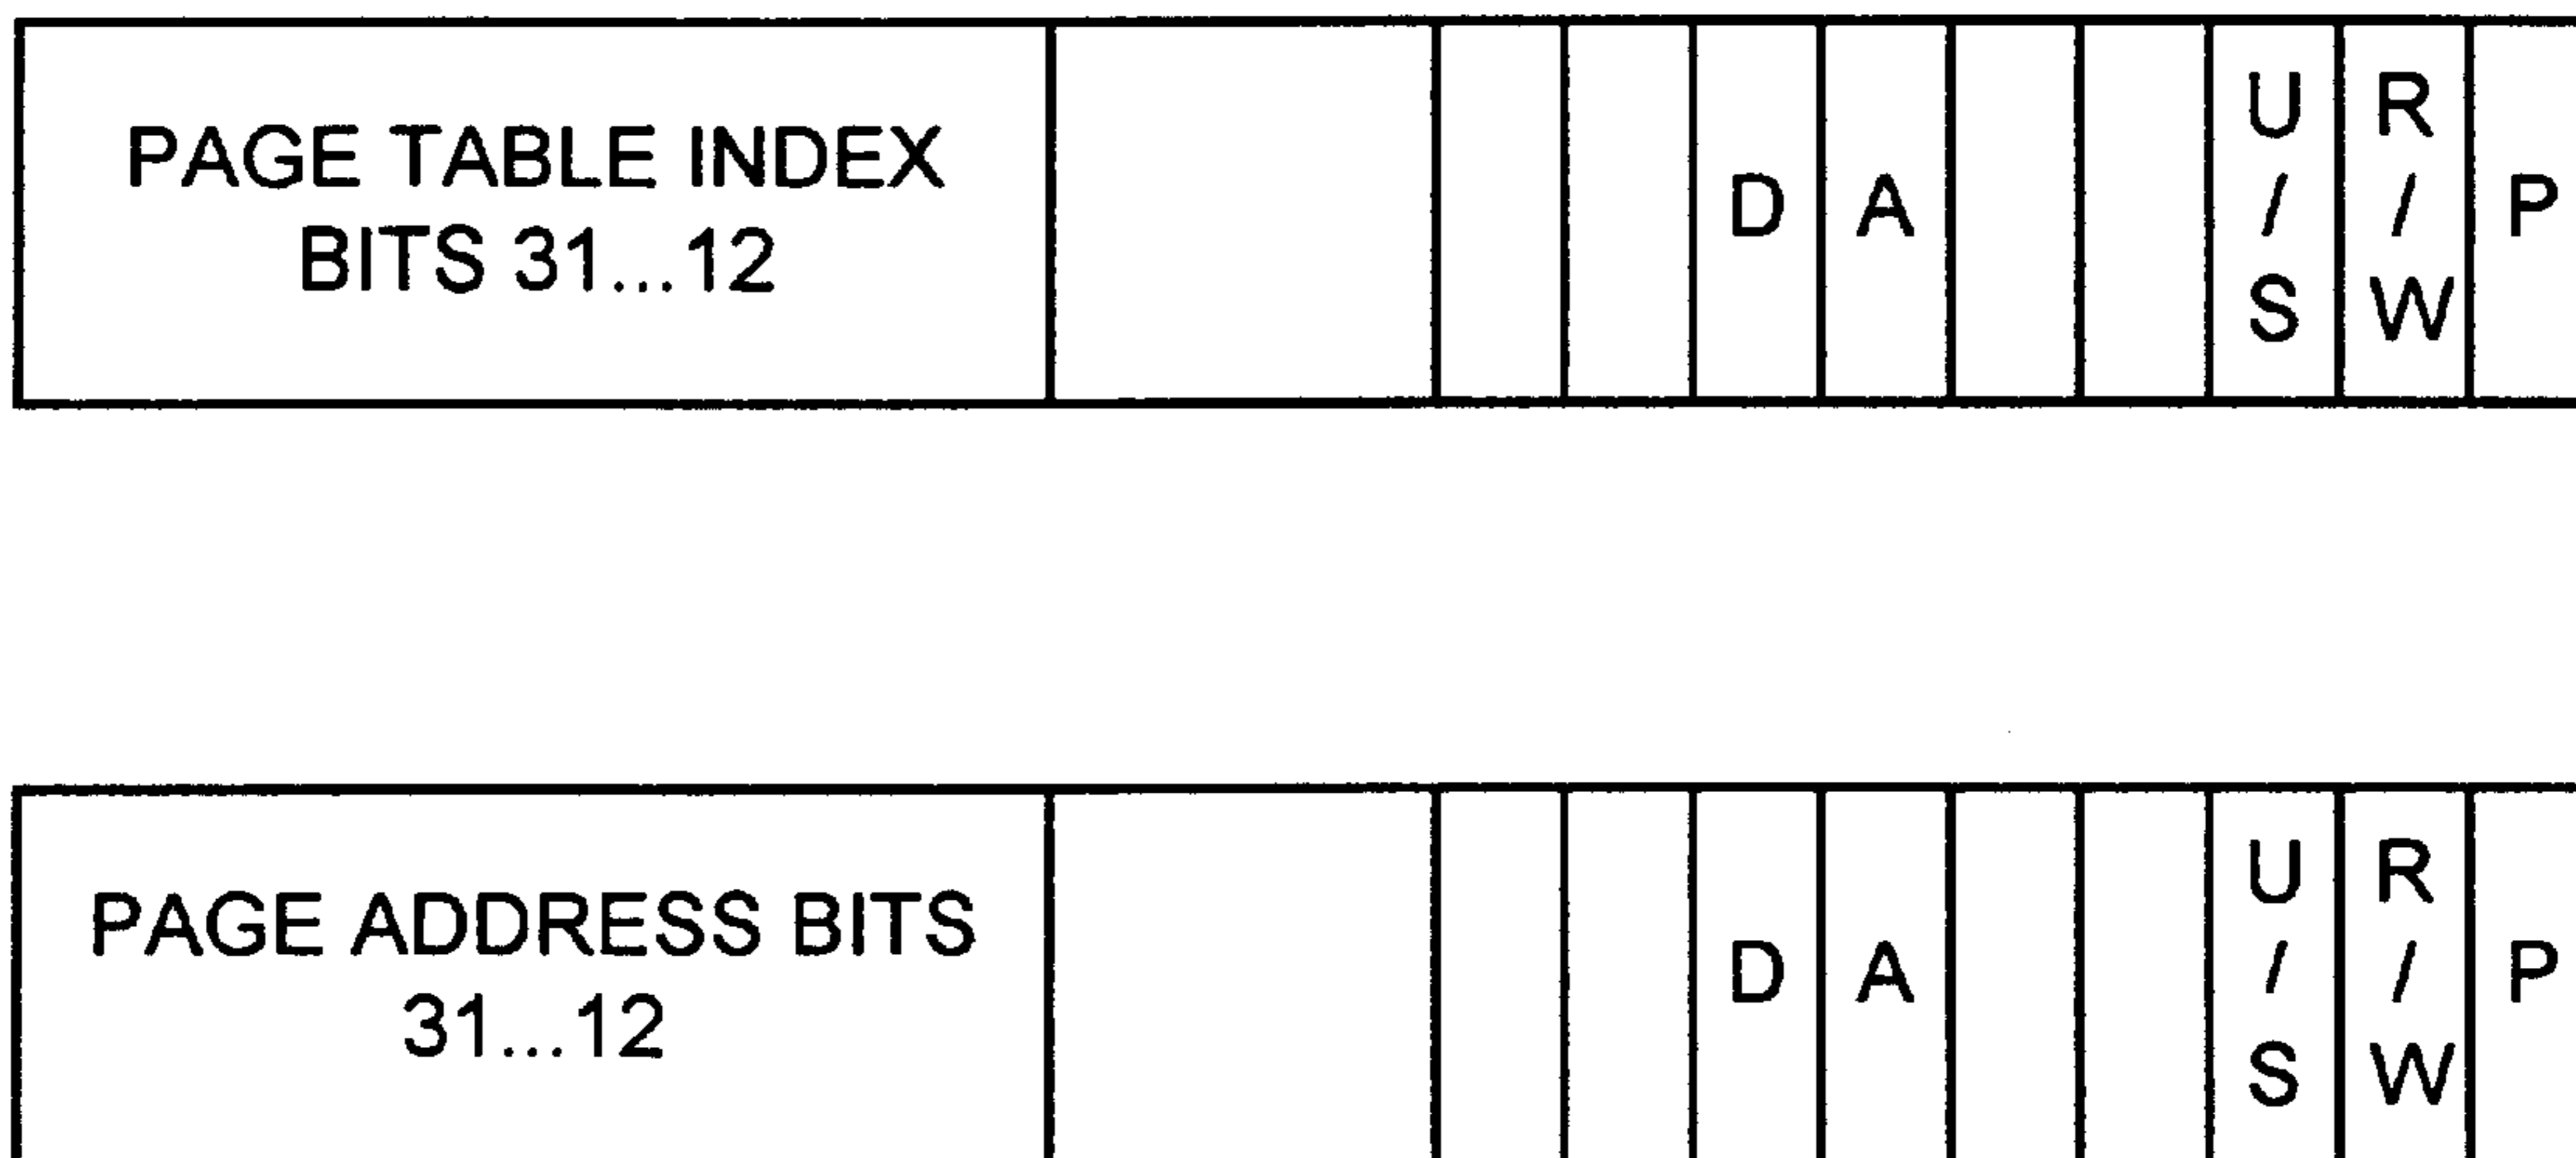 PAGE TABLE INDEX
BITS 31...12
D
A
U
/
S
R
/
W
P
PAGE ADDRESS BITS
31...12
D
A
U
/
S
R
/
W
P